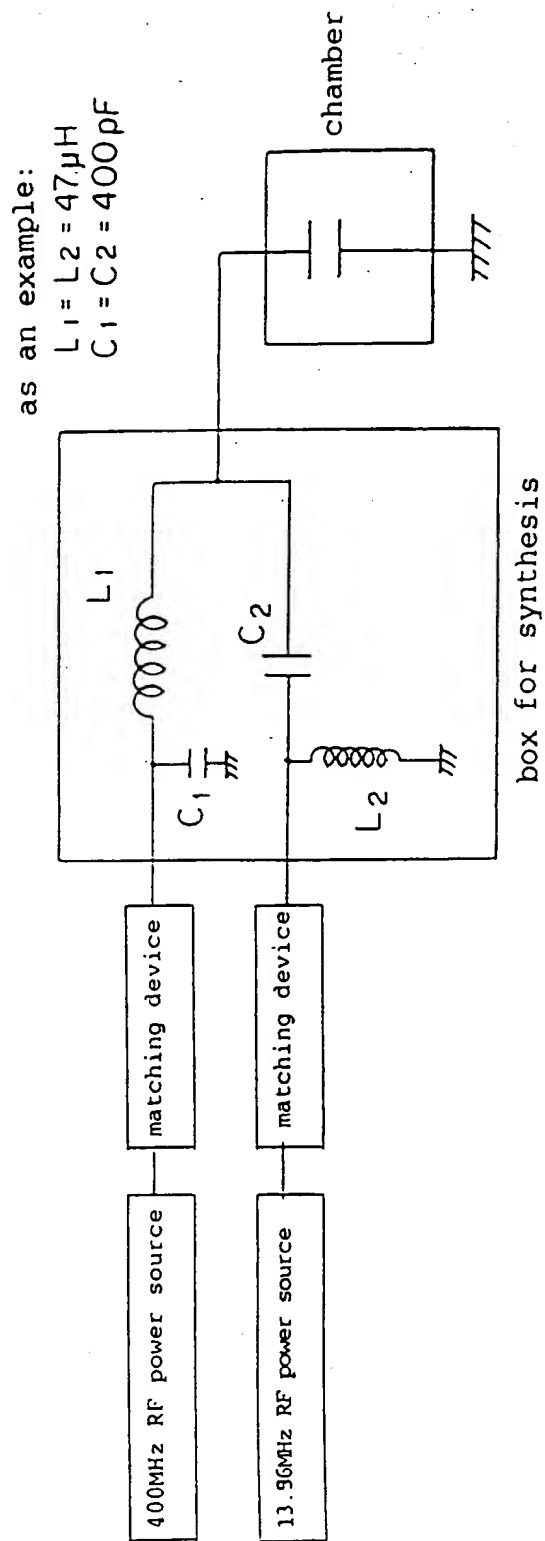 as an example:
L1 = L2 = 47μH
C1 = C2 = 400pF
400MHz RF power source
matching device
C1
L1
13.96MHz RF power source
matching device
L2
C2
box for synthesis
chamber